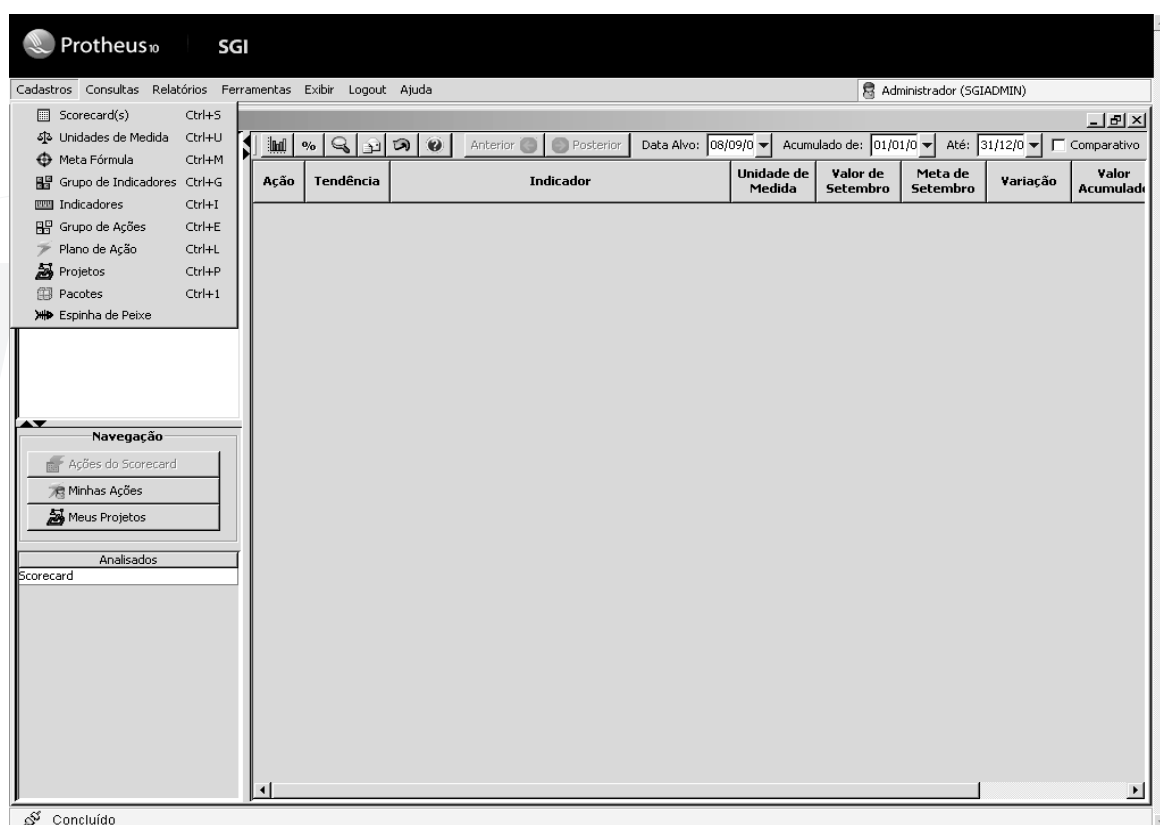 Protheus10 SGI
Cadastros Consultas Relatórios Ferramentas Exibir Logout Ajuda Administrador (SGIADMIN)
Scorecard(s) Ctrl+S
Unidades de Medida Ctrl+U
Meta Fórmula Ctrl+M
Grupo de Indicadores Ctrl+G
Indicadores Ctrl+I
Grupo de Ações Ctrl+E
Plano de Ação Ctrl+L
Projetos Ctrl+P
Pacotes Ctrl+1
Espinha de Peixe
% Anterior Posterior Data Alvo: 08/09/0 Acumulado de: 01/01/0 Até: 31/12/0 Comparativo
Ação Tendência Indicador Unidade de Medida Valor de Setembro Meta de Setembro Variação Valor Acumulado
Navegação
Ações do Scorecard
Minhas Ações
Meus Projetos
Analisados
Scorecard
Concluído